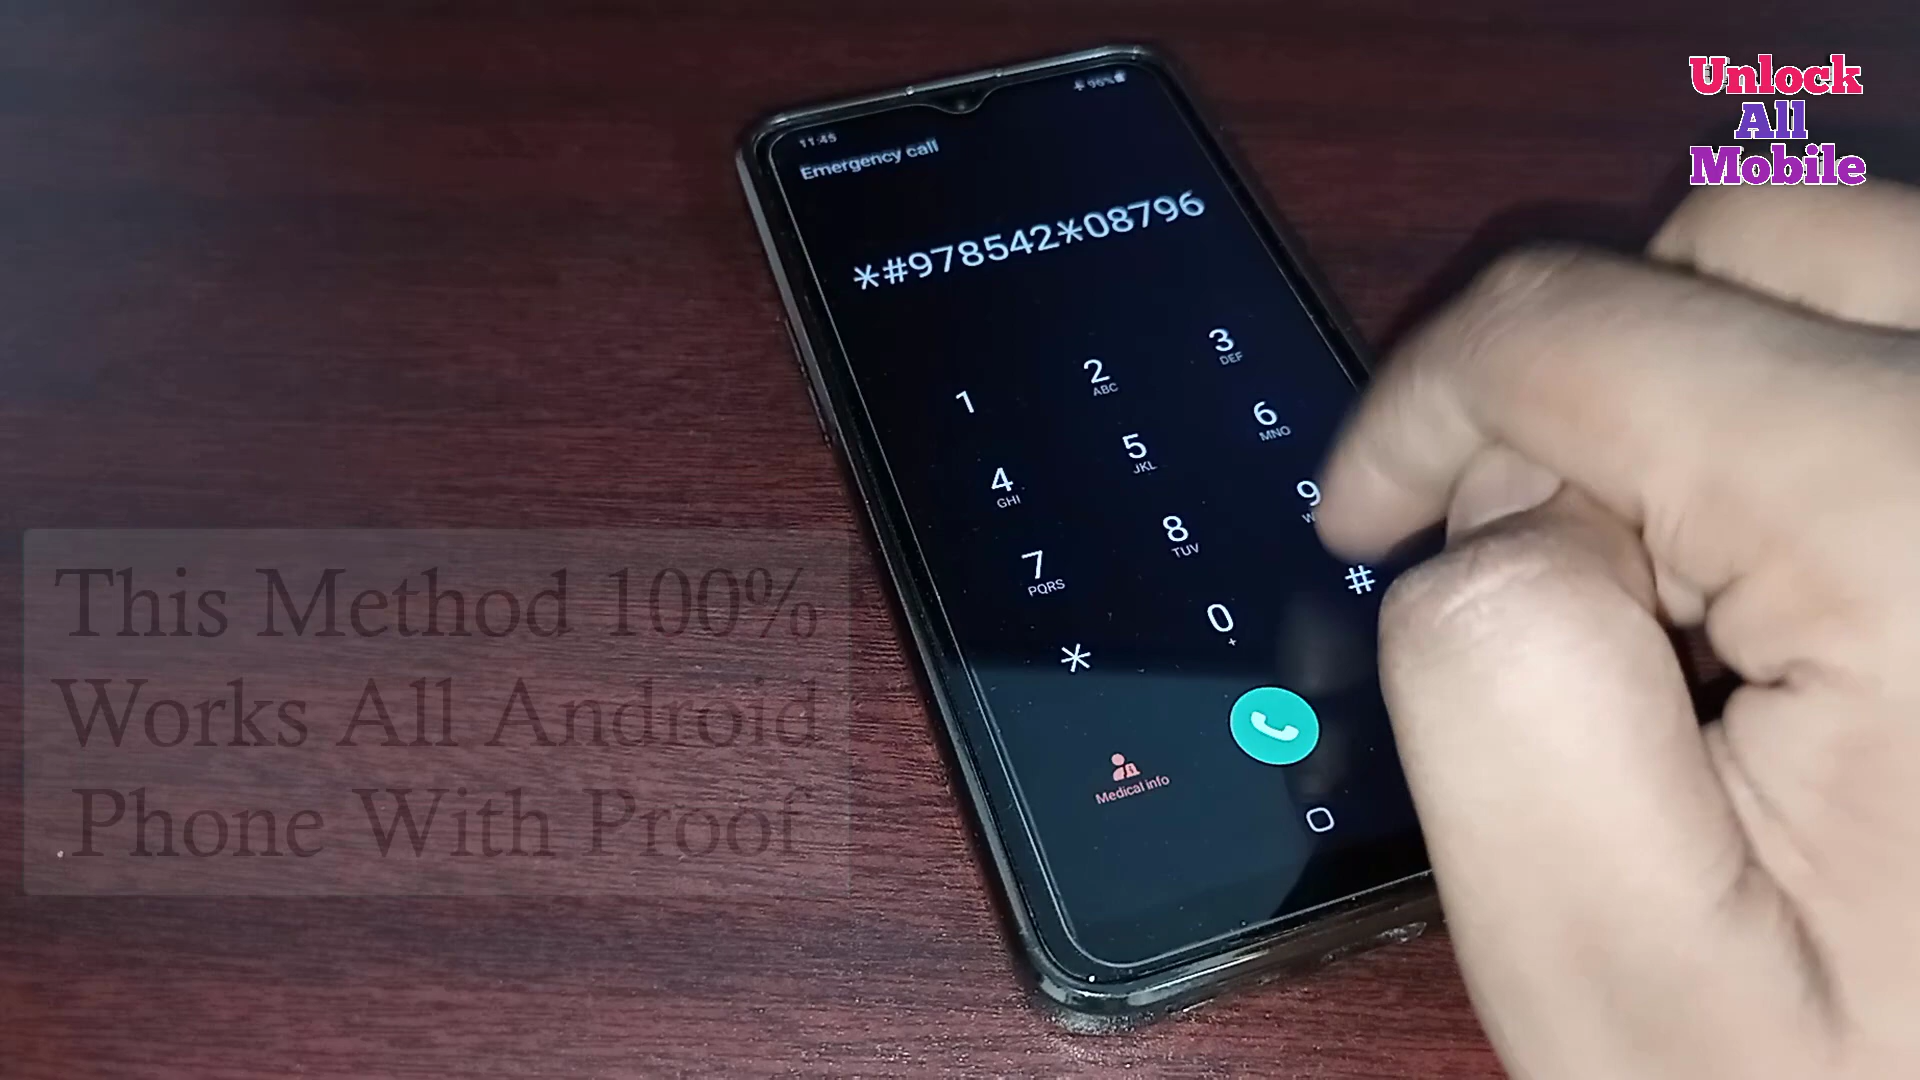 Unlock
All
Mobile
11:45
96%
Emergency call
*#978542*08796
1
2
ABC
3
DEF
4
GHI
5
JKL
6
MNO
7
PQRS
8
TUV
9
W
*
0
+
#
Medical info
This Method 100%
Works All Android
Phone With Proof